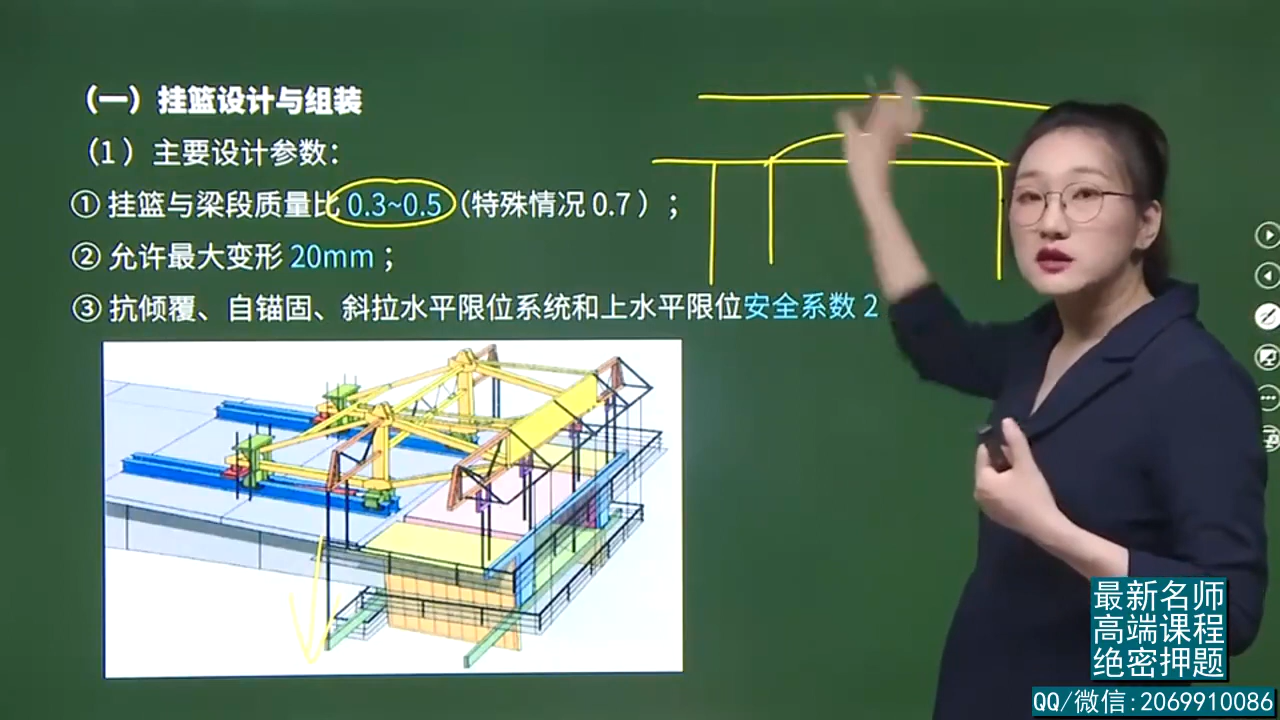 （一）挂篮设计与组装
（1）主要设计参数：
① 挂篮与梁段质量比 0.3~0.5（特殊情况 0.7）；
② 允许最大变形 20mm；
③ 抗倾覆、自锚固、斜拉水平限位系统和上水平限位安全系数 2
最新名师
高端课程
绝密押题
QQ/微信:2069910086